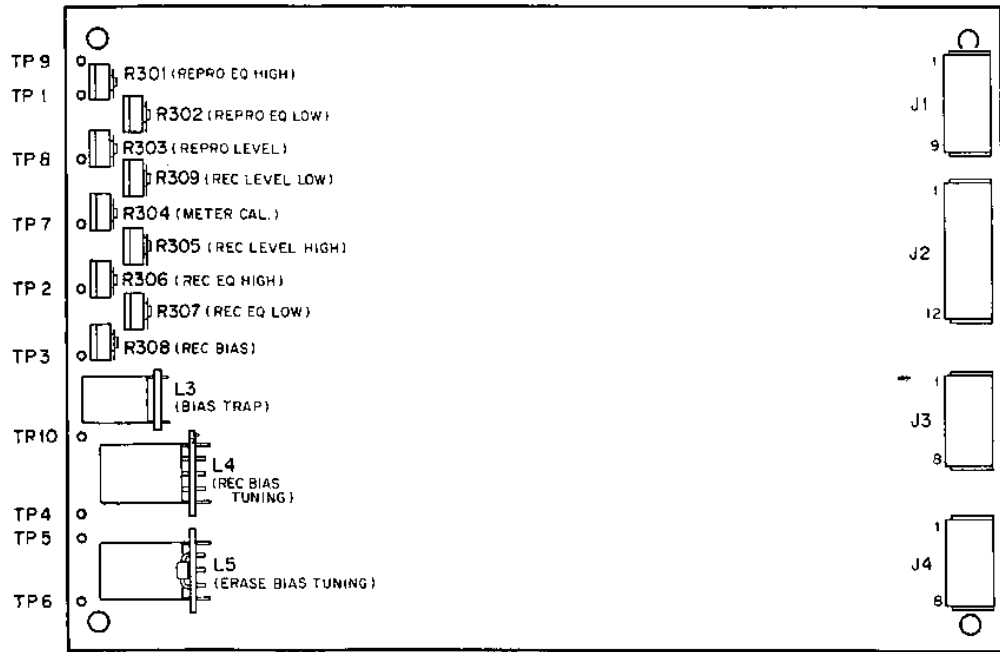 TP 9
R301 (REPRO EQ HIGH)
TP 1
R302 (REPRO EQ LOW)
R303 (REPRO LEVEL)
TP 8
R309 (REC LEVEL LOW)
R304 (METER CAL.)
TP 7
R305 (REC LEVEL HIGH)
R306 (REC EQ HIGH)
TP 2
R307 (REC EQ LOW)
R308 (REC BIAS)
TP 3
L3
(BIAS TRAP)
TR10
L4
(REC BIAS
TUNING)
TP4
TP5
L5
(ERASE BIAS TUNING)
TP6
1
J1
9
1
J2
12
1
J3
8
1
J4
8